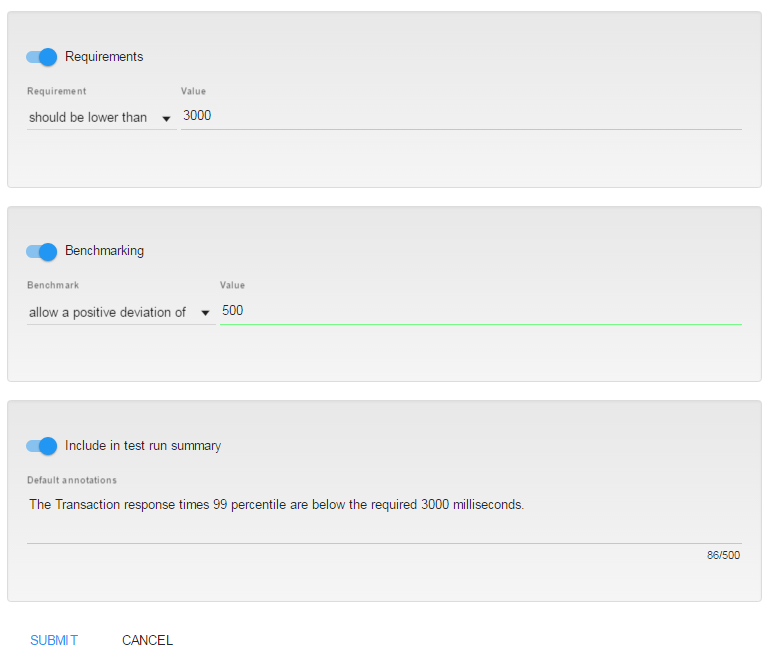 Requirements
Requirement Value
should be lower than 3000
Benchmarking
Benchmark Value
allow a positive deviation of 500
Include in test run summary
Default annotations
The Transaction response times 99 percentile are below the required 3000 milliseconds.
86/500
SUBMIT CANCEL